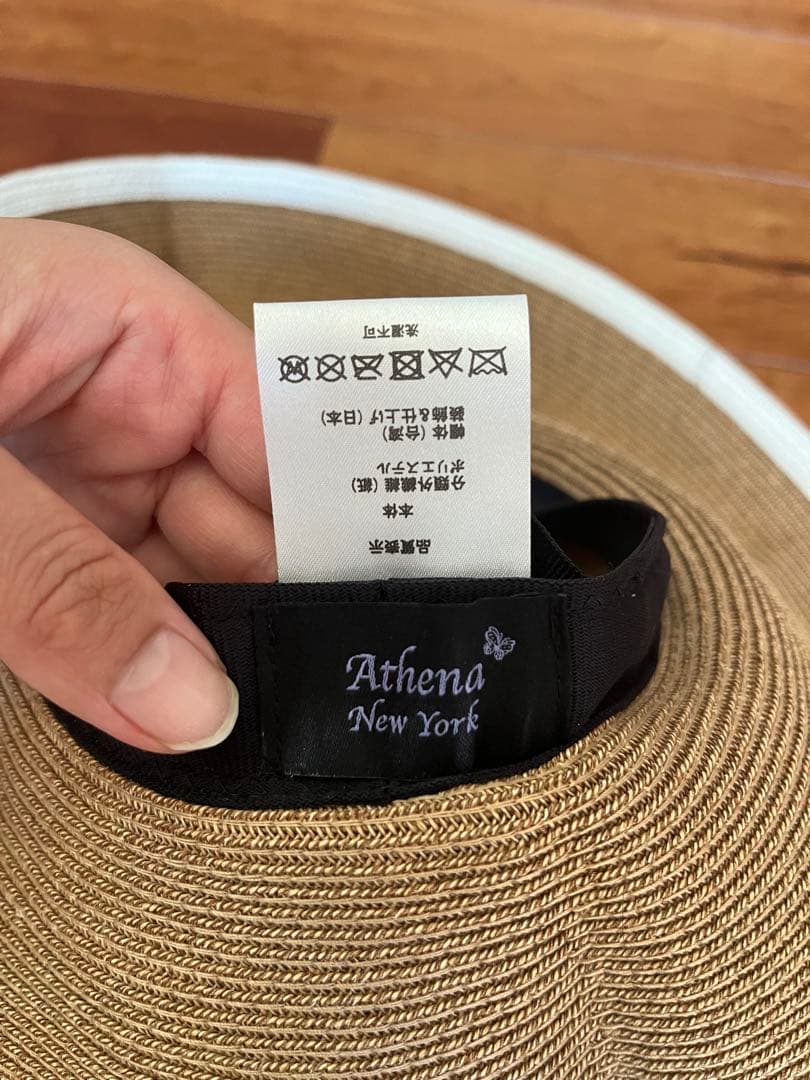 品質表示
本体
分類外繊維(紙)
ポリエステル
帽体(台湾)
装飾&仕上げ(日本)
洗濯不可
Athena
New York